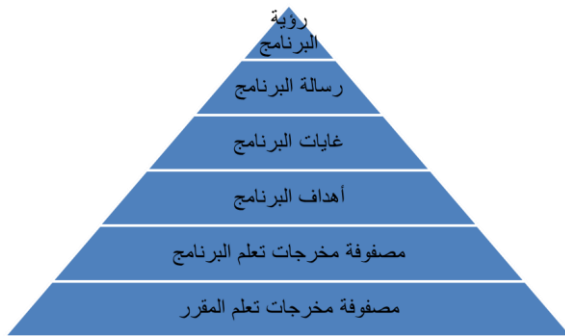 رؤية
البرنامج
رسالة البرنامج
غايات البرنامج
أهداف البرنامج
مصفوفة مخرجات تعلم البرنامج
مصفوفة مخرجات تعلم المقرر